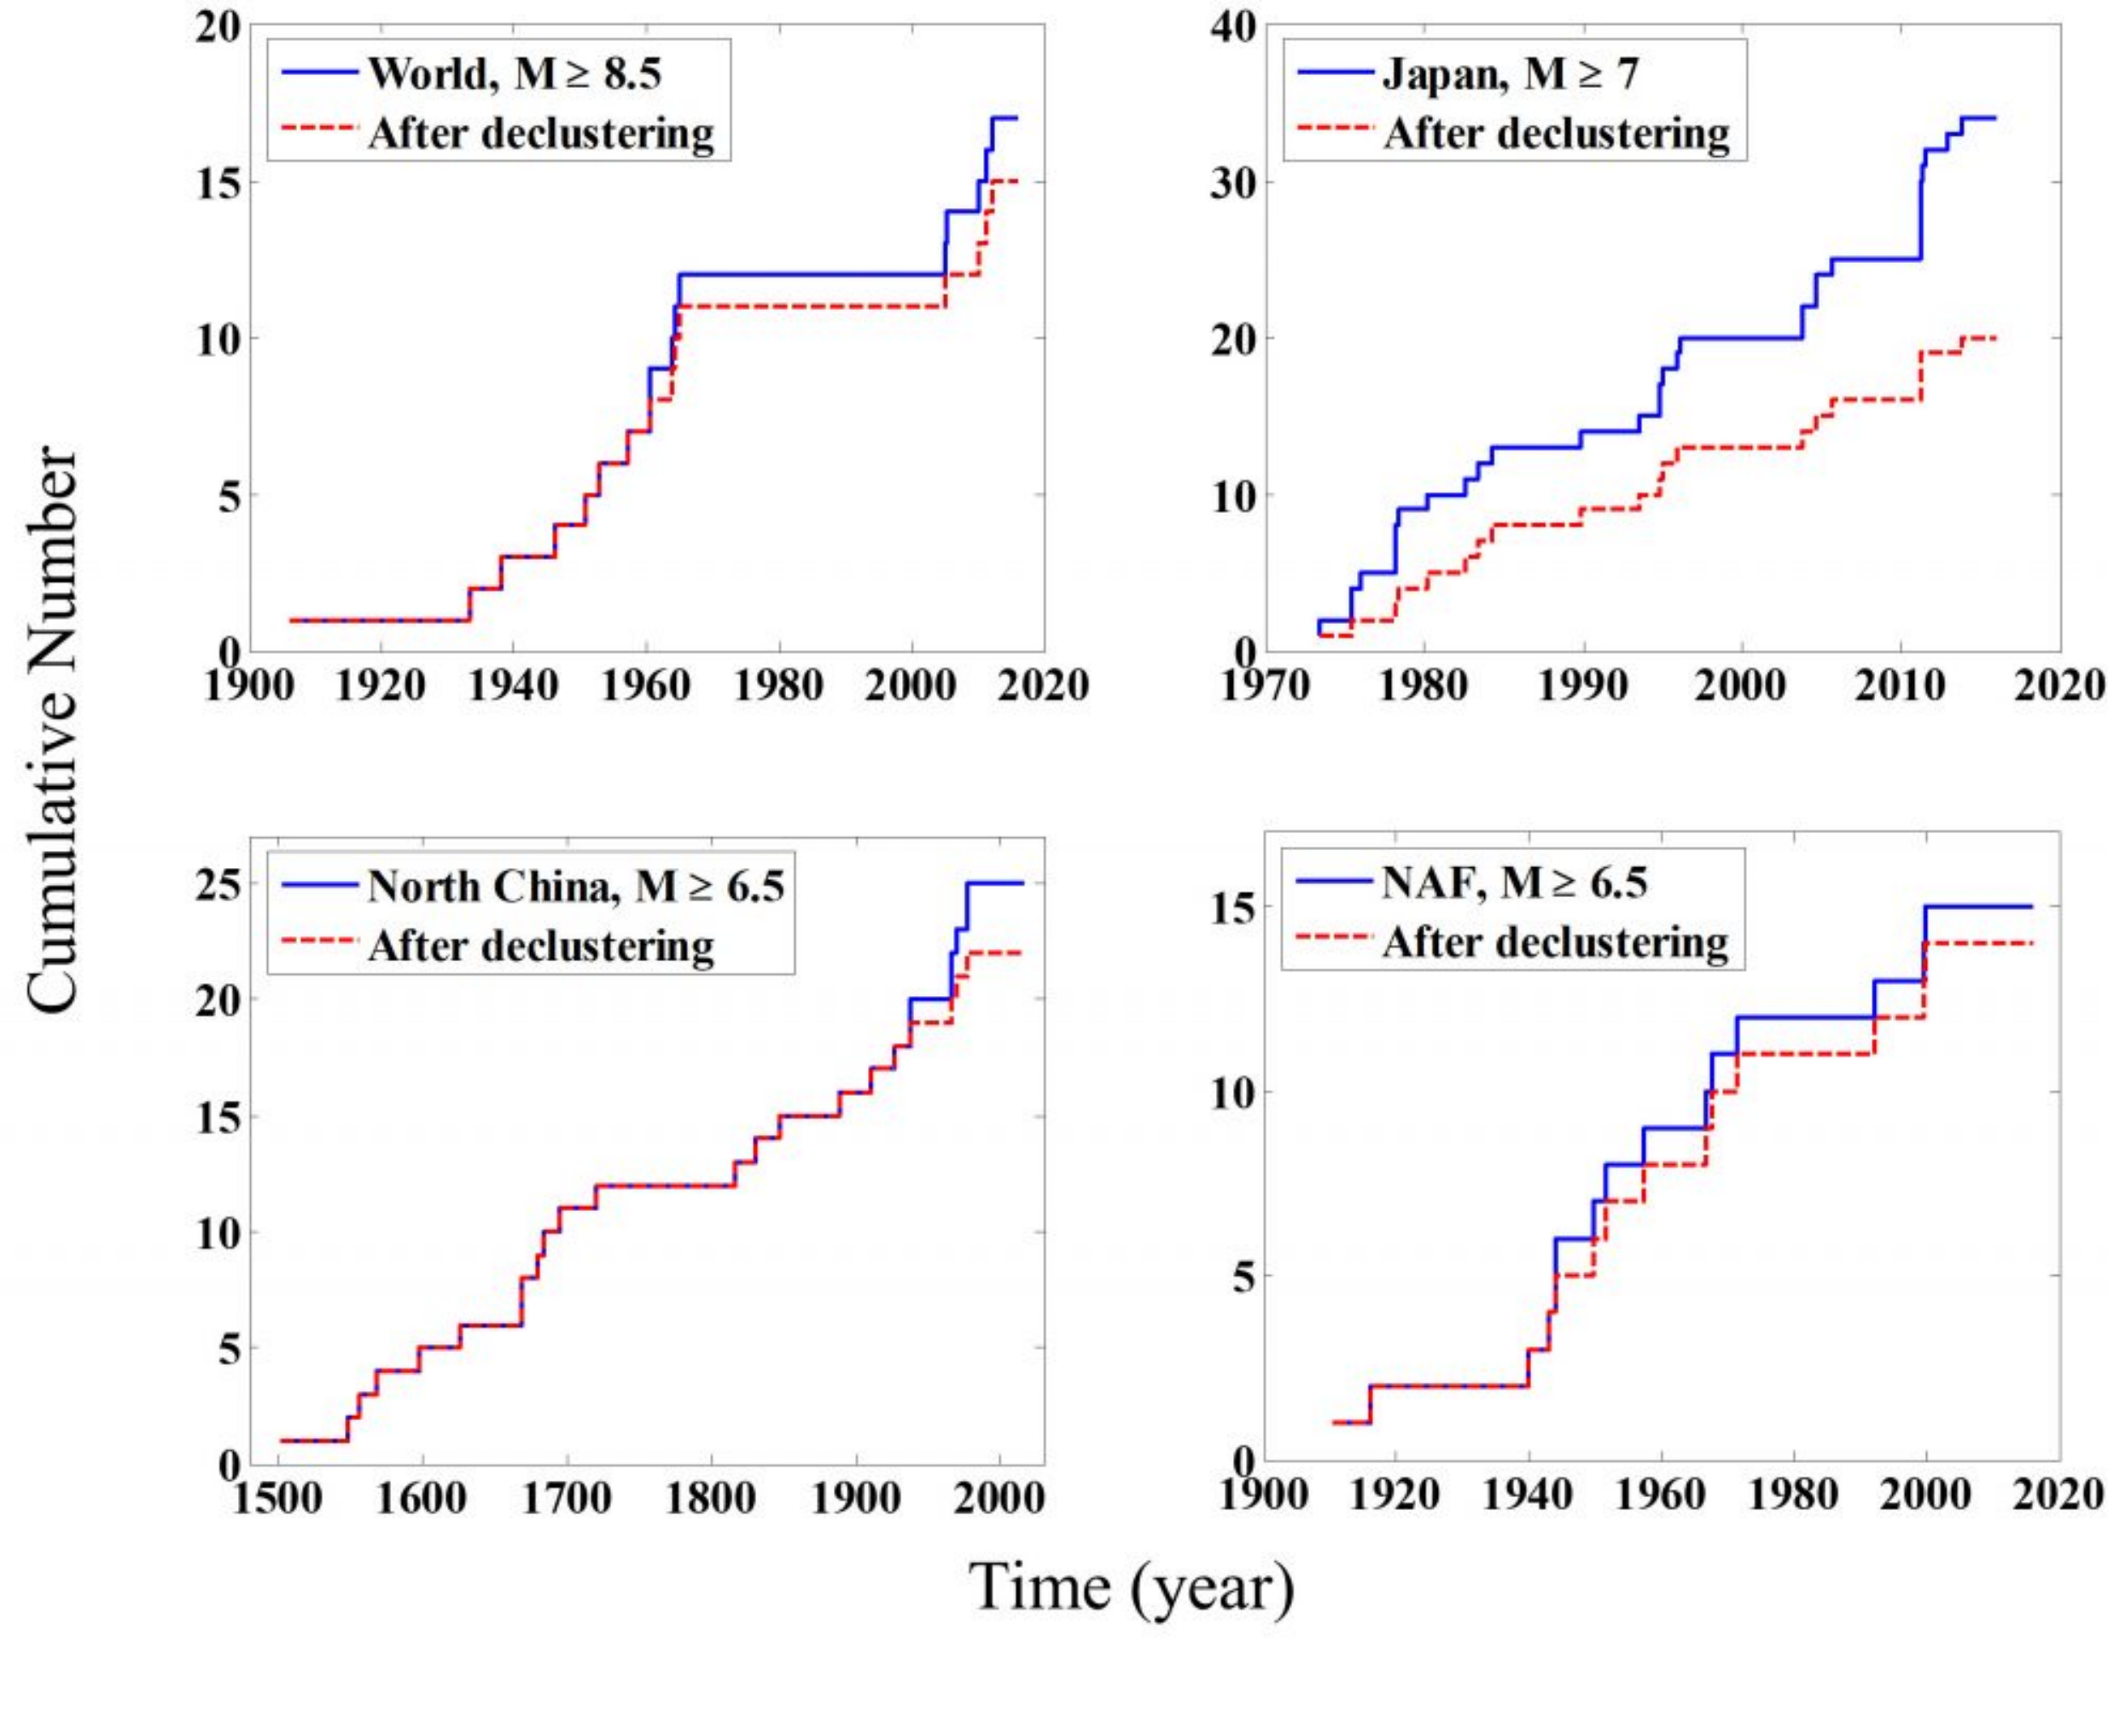 Cumulative Number
20
15
10
5
0
World, M ≥ 8.5
After declustering
1900 1920 1940 1960 1980 2000 2020
40
30
20
10
0
Japan, M ≥ 7
After declustering
1970 1980 1990 2000 2010 2020
25
20
15
10
5
0
North China, M ≥ 6.5
After declustering
1500 1600 1700 1800 1900 2000
15
10
5
0
NAF, M ≥ 6.5
After declustering
1900 1920 1940 1960 1980 2000 2020
Time (year)